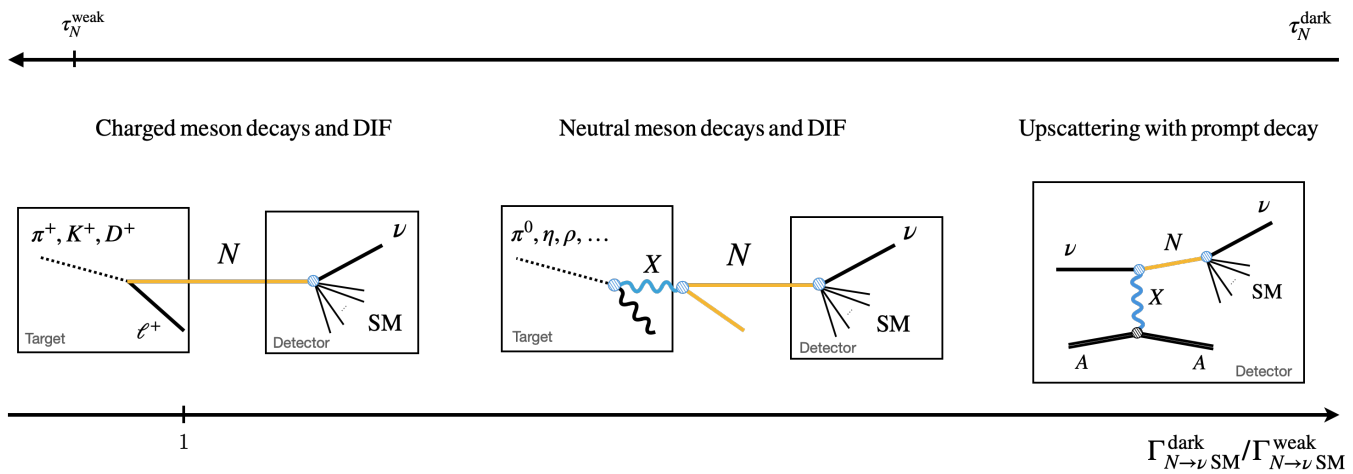 τ_N^weak τ_N^dark
Charged meson decays and DIF Neutral meson decays and DIF Upscattering with prompt decay
π⁺, K⁺, D⁺
N
ν
ℓ⁺
SM
...
Target
Detector
π⁰, η, ρ, …
X
N
ν
SM
...
Target
Detector
ν
N
ν
X
SM
...
A
A
Detector
1
Γ^dark_{N→ν SM}/Γ^weak_{N→ν SM}